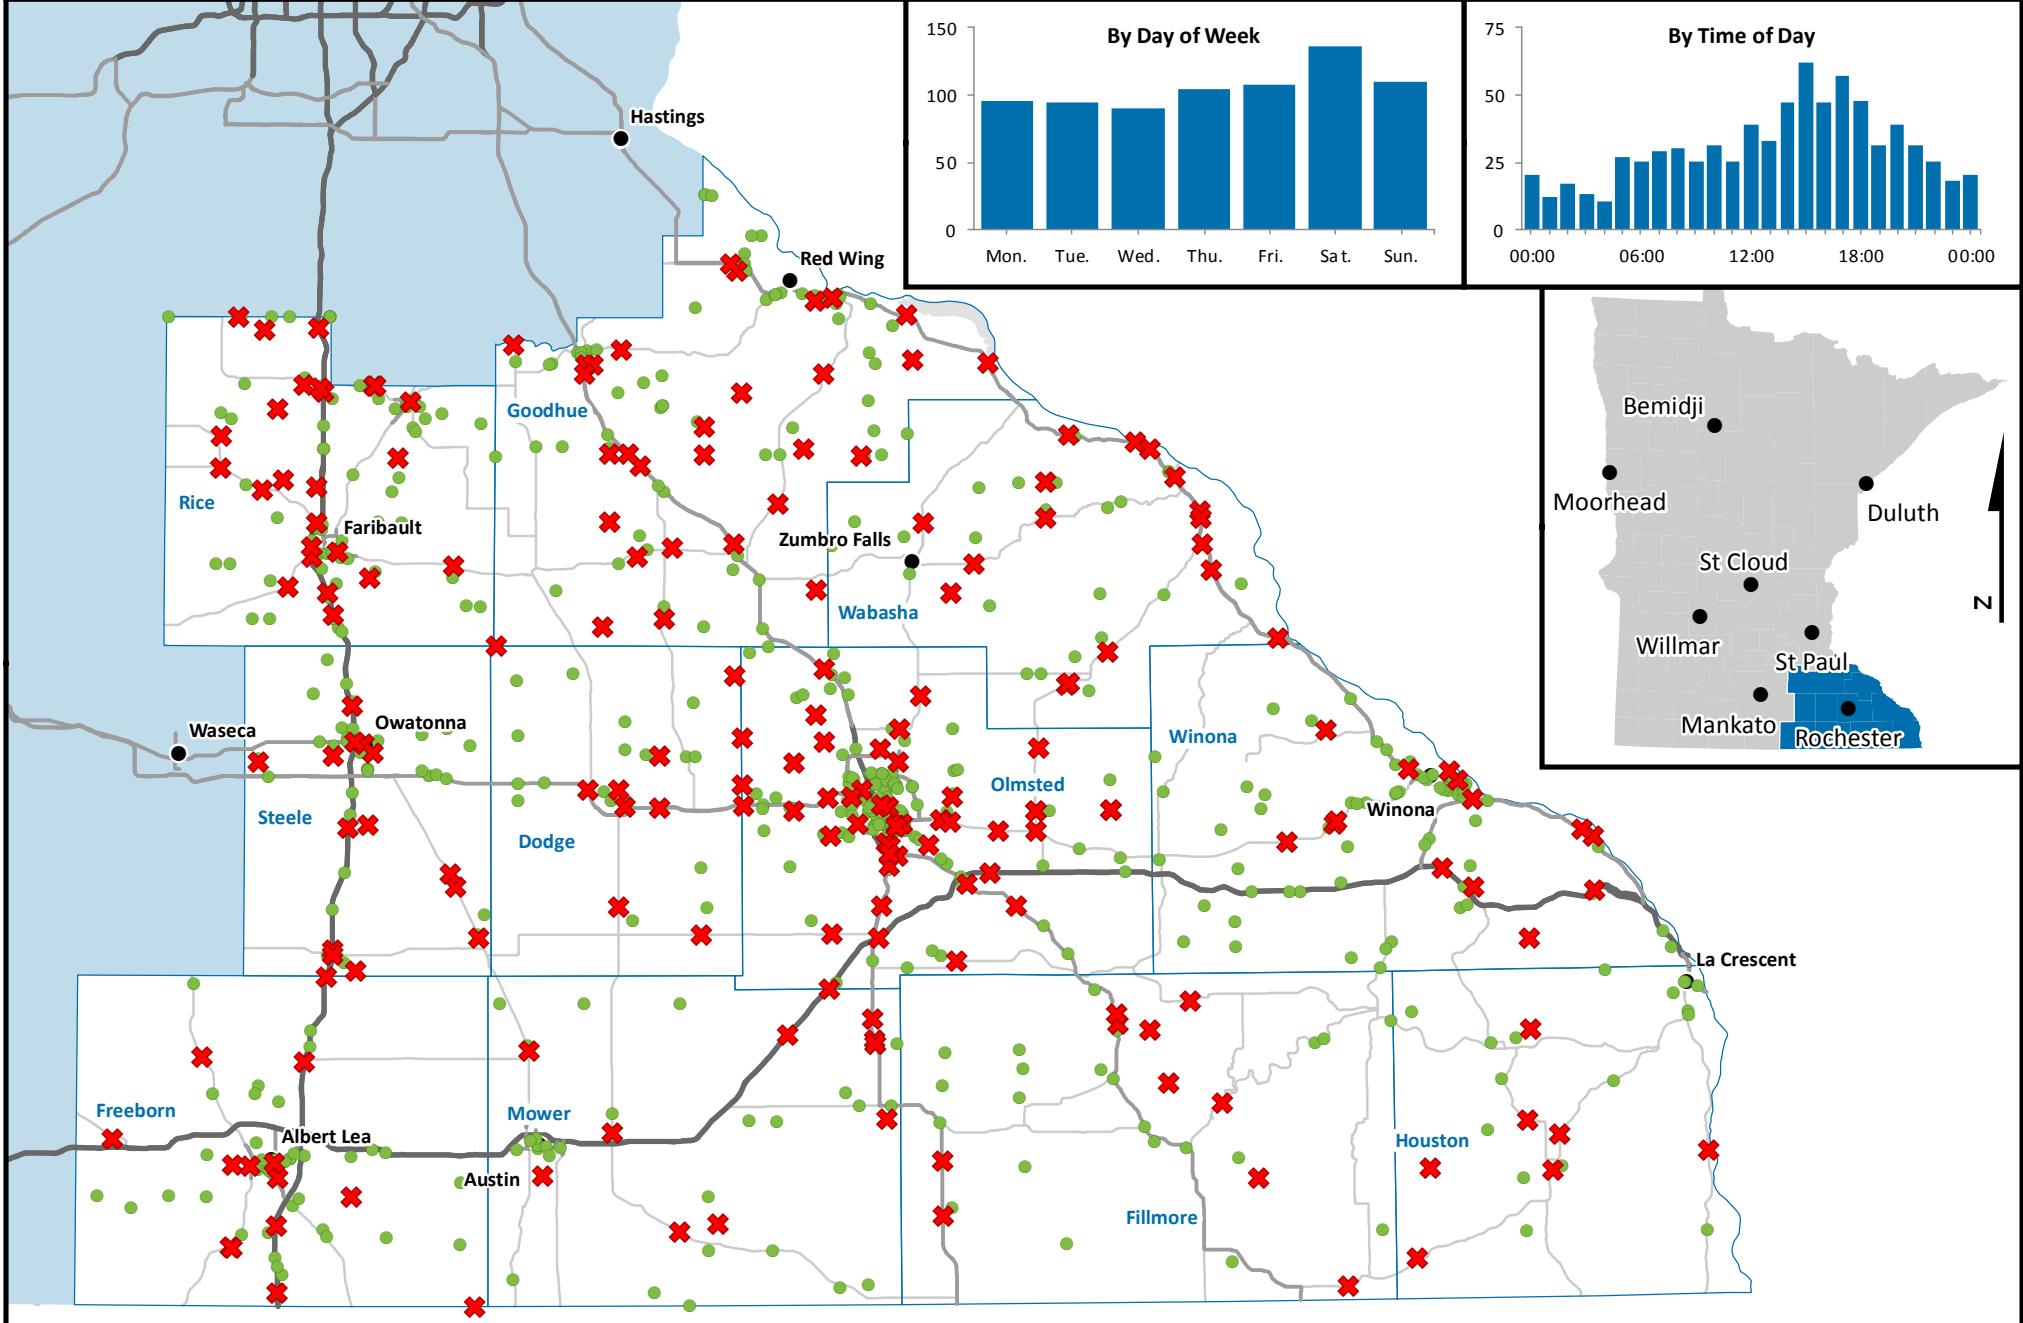 By Day of Week
150
100
50
0
Mon.
Tue.
Wed.
Thu.
Fri.
Sat.
Sun.
By Time of Day
75
50
25
0
00:00
06:00
12:00
18:00
00:00
Hastings
Red Wing
Goodhue
Rice
Faribault
Zumbro Falls
Wabasha
Waseca
Owatonna
Winona
Olmsted
Steele
Dodge
Winona
La Crescent
Freeborn
Mower
Albert Lea
Austin
Houston
Fillmore
Bemidji
Moorhead
Duluth
St Cloud
Willmar
St Paul
Mankato
Rochester
N